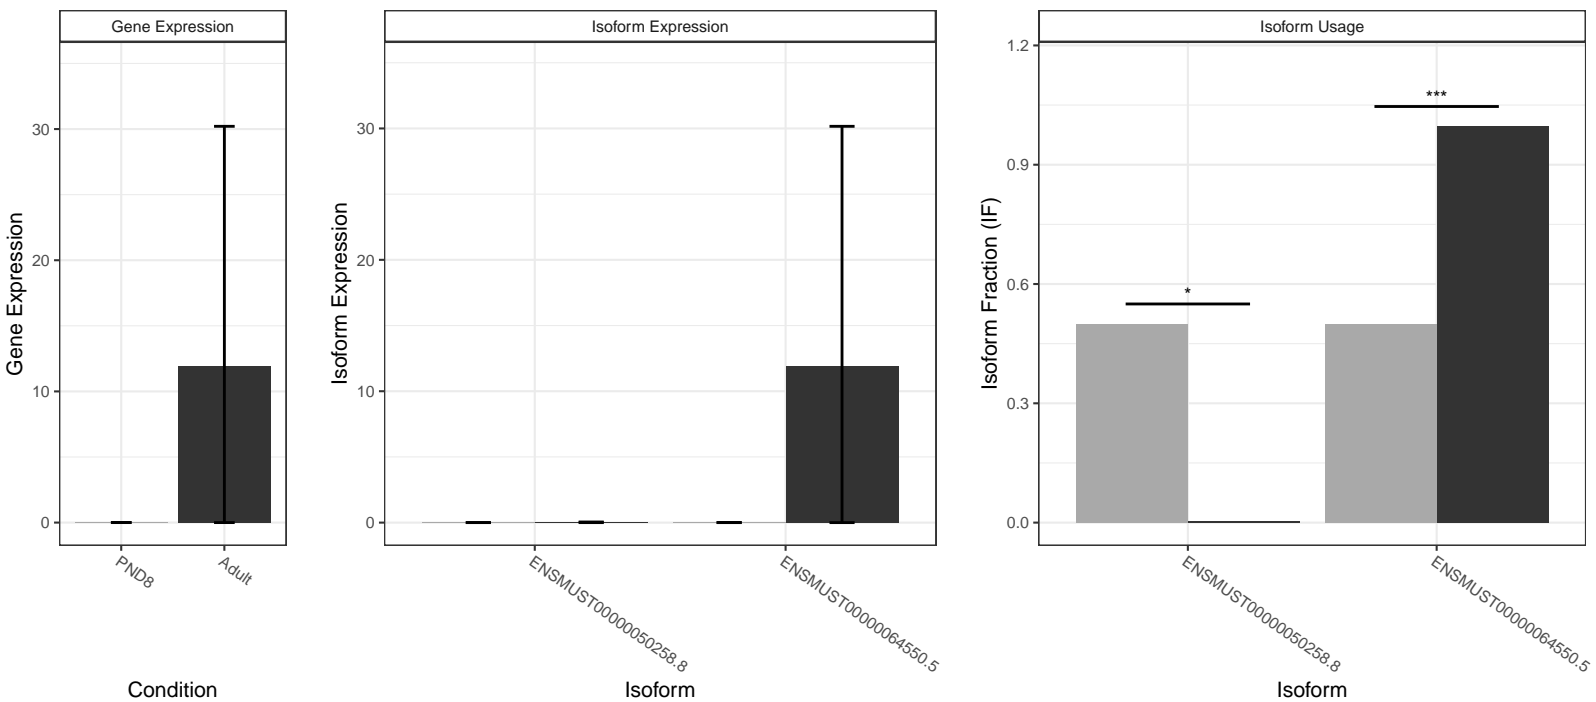 Gene Expression
Gene Expression
30
20
10
0
PND8
Adult
Condition
Isoform Expression
Isoform Expression
30
20
10
0
ENSMUST00000050258.8
ENSMUST00000064550.5
Isoform
Isoform Usage
Isoform Fraction (IF)
1.2
0.9
0.6
0.3
0.0
*
***
ENSMUST00000050258.8
ENSMUST00000064550.5
Isoform